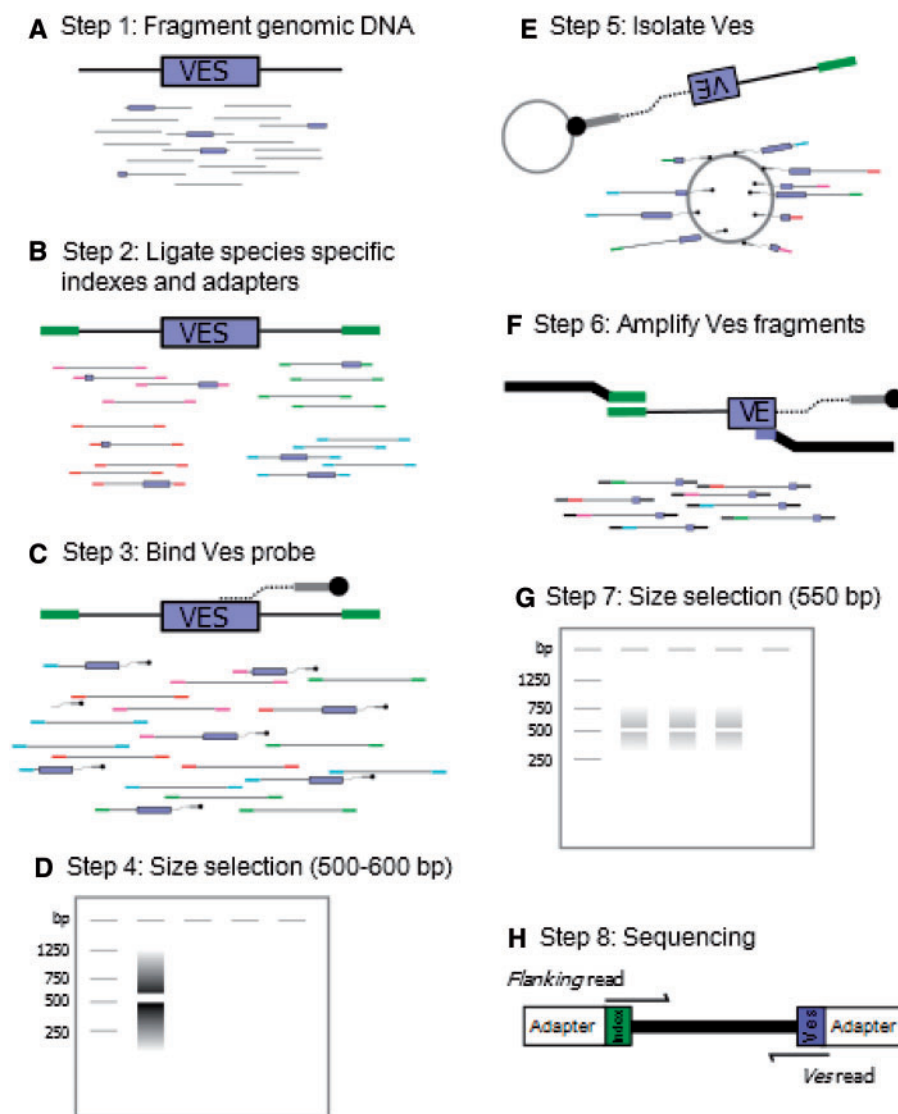 A Step 1: Fragment genomic DNA
VES
B Step 2: Ligate species specific
indexes and adapters
VES
C Step 3: Bind Ves probe
VES
D Step 4: Size selection (500-600 bp)
bp
1250
750
500
250
E Step 5: Isolate Ves
VE
F Step 6: Amplify Ves fragments
VE
G Step 7: Size selection (550 bp)
bp
1250
750
500
250
H Step 8: Sequencing
Flanking read
Adapter Index Ves Adapter
Ves read